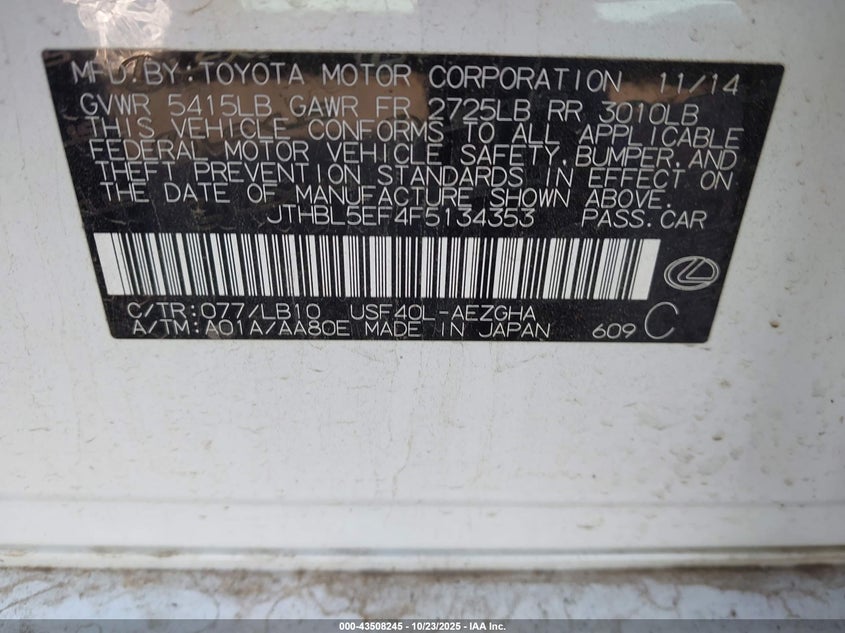 MFD. BY: TOYOTA MOTOR CORPORATION 11/14
GVWR 5415LB GAWR FR 2725LB RR 3010LB
THIS VEHICLE CONFORMS TO ALL APPLICABLE
FEDERAL MOTOR VEHICLE SAFETY, BUMPER, AND
THEFT PREVENTION STANDARDS IN EFFECT ON
THE DATE OF MANUFACTURE SHOWN ABOVE.
JTHBL5EF4F5134353 PASS. CAR
C/TR: 077/LB10 USF40L-AEZGHA
A/TM: A01A/AA80E MADE IN JAPAN 609 C
000-43508245 | 10/23/2025 | IAA Inc.